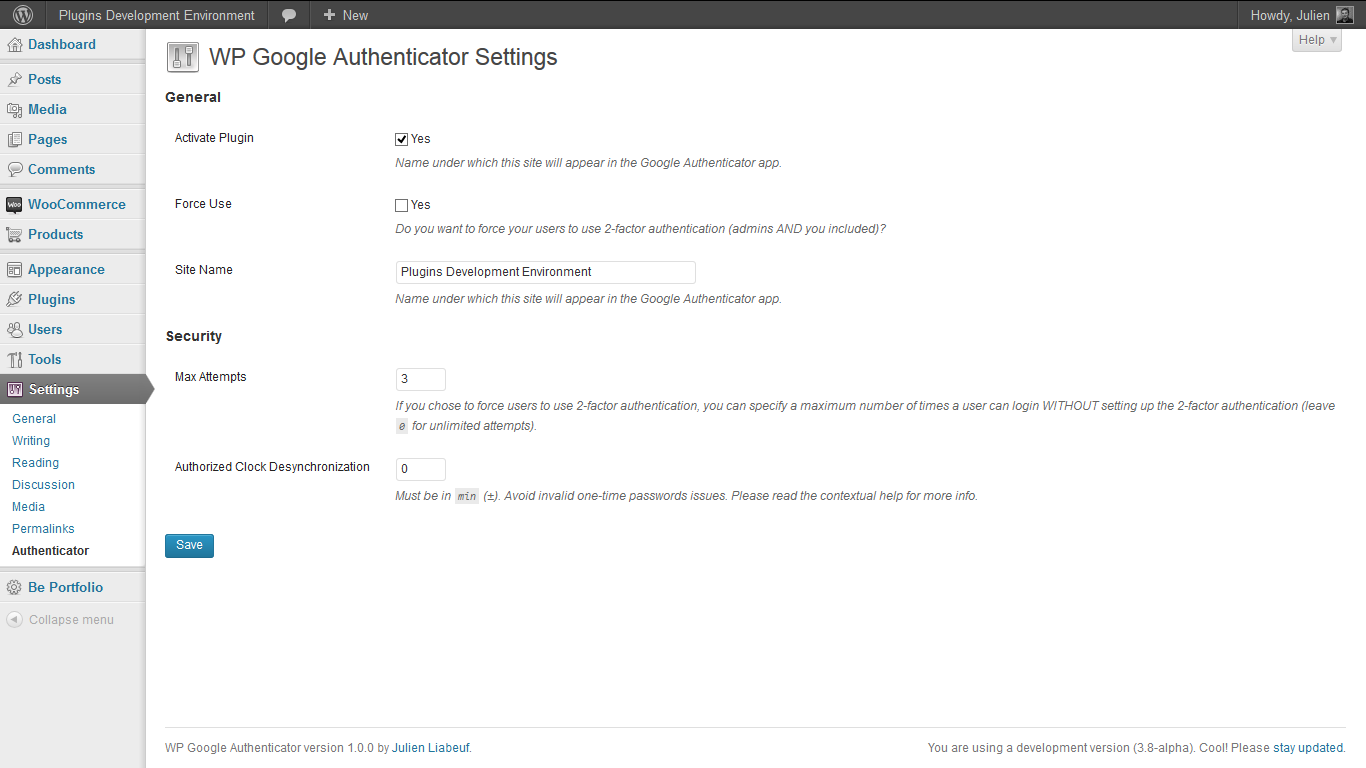 Plugins Development Environment
New
Howdy, Julien
Dashboard
Posts
Media
Pages
Comments
WooCommerce
Products
Appearance
Plugins
Users
Tools
Settings
General
Writing
Reading
Discussion
Media
Permalinks
Authenticator
Be Portfolio
Collapse menu
Help
WP Google Authenticator Settings
General
Activate Plugin
Yes
Name under which this site will appear in the Google Authenticator app.
Force Use
Yes
Do you want to force your users to use 2-factor authentication (admins AND you included)?
Site Name
Plugins Development Environment
Name under which this site will appear in the Google Authenticator app.
Security
Max Attempts
3
If you chose to force users to use 2-factor authentication, you can specify a maximum number of times a user can login WITHOUT setting up the 2-factor authentication (leave
0 for unlimited attempts).
Authorized Clock Desynchronization
0
Must be in min (±). Avoid invalid one-time passwords issues. Please read the contextual help for more info.
Save
WP Google Authenticator version 1.0.0 by Julien Liabeuf.
You are using a development version (3.8-alpha). Cool! Please stay updated.